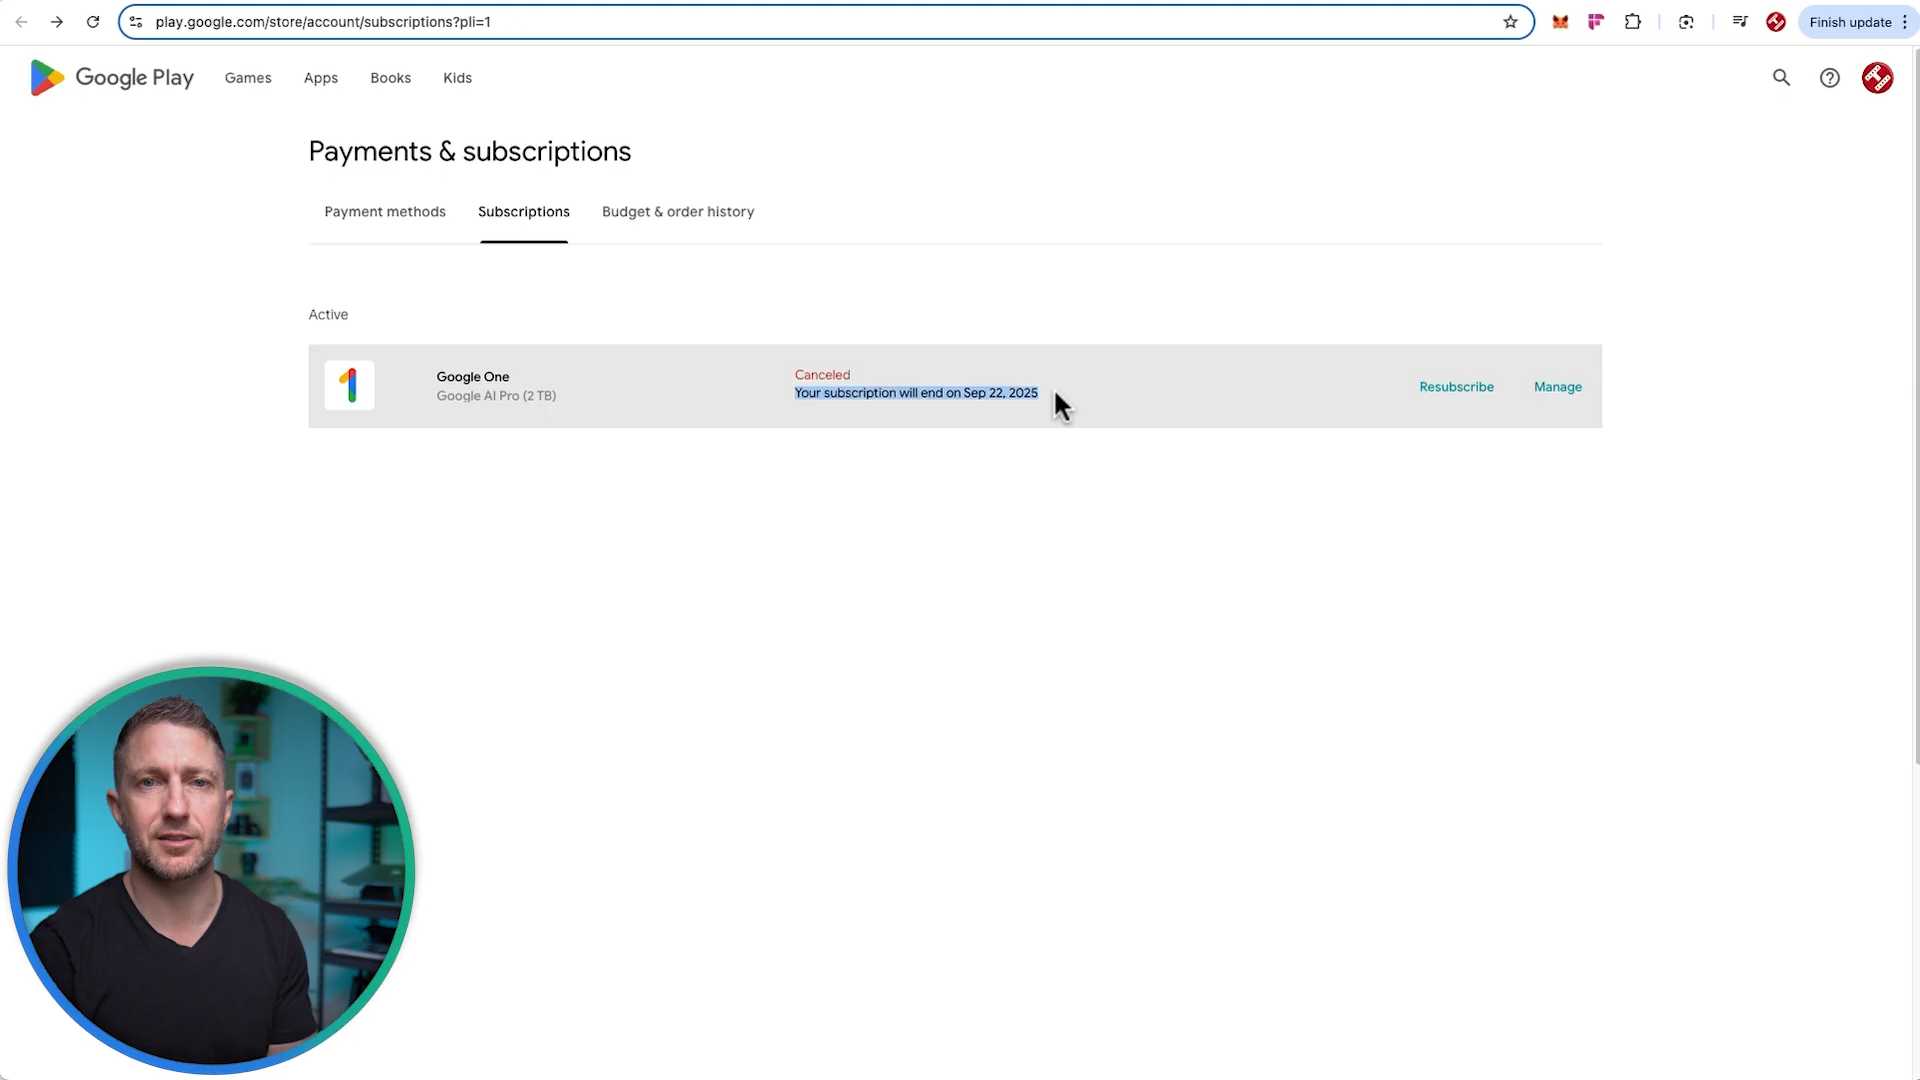 play.google.com/store/account/subscriptions?pli=1
Finish update
Google Play
Games
Apps
Books
Kids
Payments & subscriptions
Payment methods
Subscriptions
Budget & order history
Active
Google One
Google AI Pro (2 TB)
Canceled
Your subscription will end on Sep 22, 2025
Resubscribe
Manage